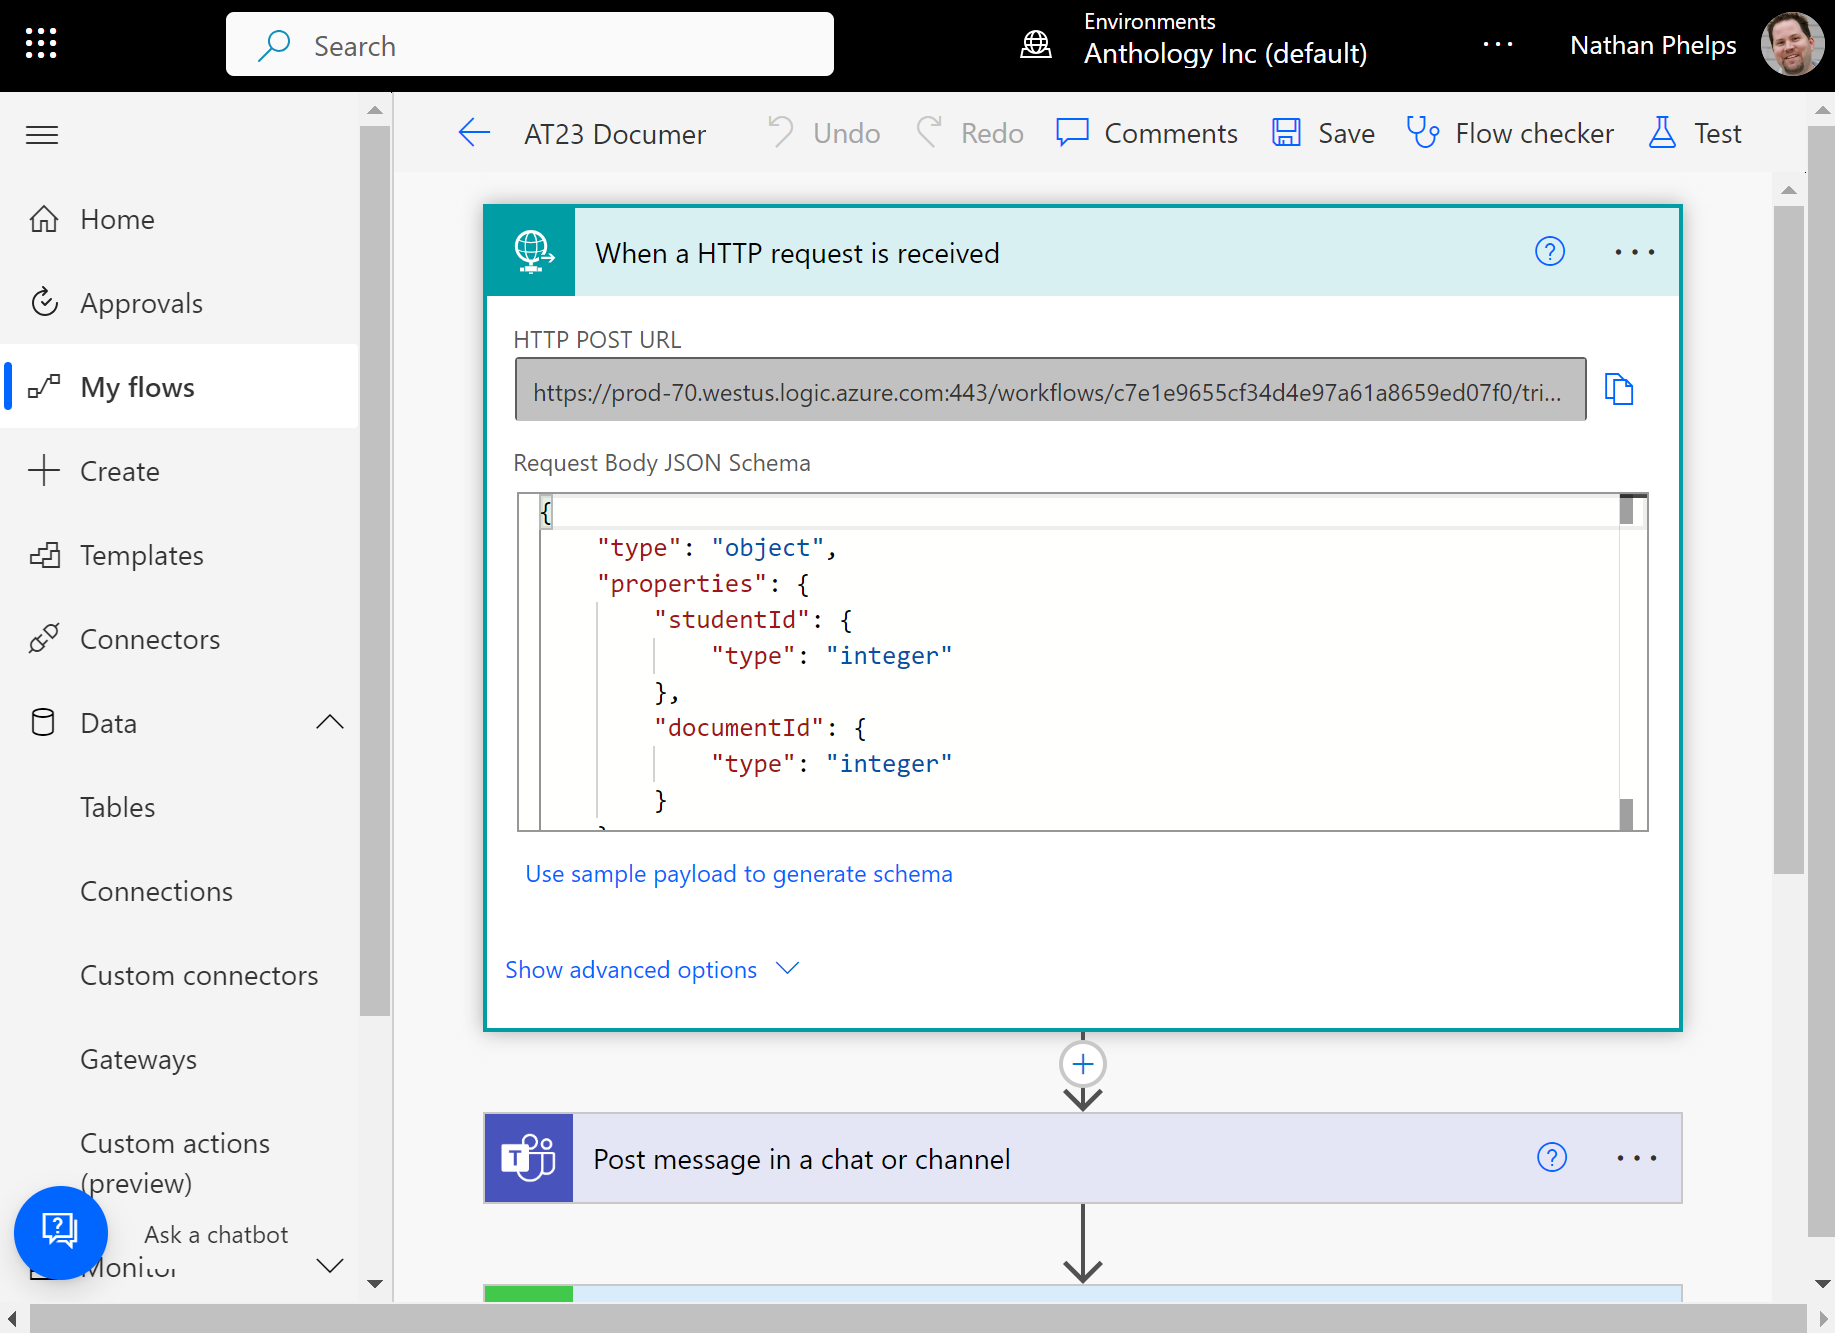 Search
Environments
Anthology Inc (default)
...
Nathan Phelps
AT23 Documer
Undo
Redo
Comments
Save
Flow checker
Test
Home
Approvals
My flows
Create
Templates
Connectors
Data
Tables
Connections
Custom connectors
Gateways
Custom actions
(preview)
Ask a chatbot
Monitor
When a HTTP request is received
HTTP POST URL
https://prod-70.westus.logic.azure.com:443/workflows/c7e1e9655cf34d4e97a61a8659ed07f0/tri...
Request Body JSON Schema
{
"type": "object",
"properties": {
"studentId": {
"type": "integer"
},
"documentId": {
"type": "integer"
}
Use sample payload to generate schema
Show advanced options
T
Post message in a chat or channel